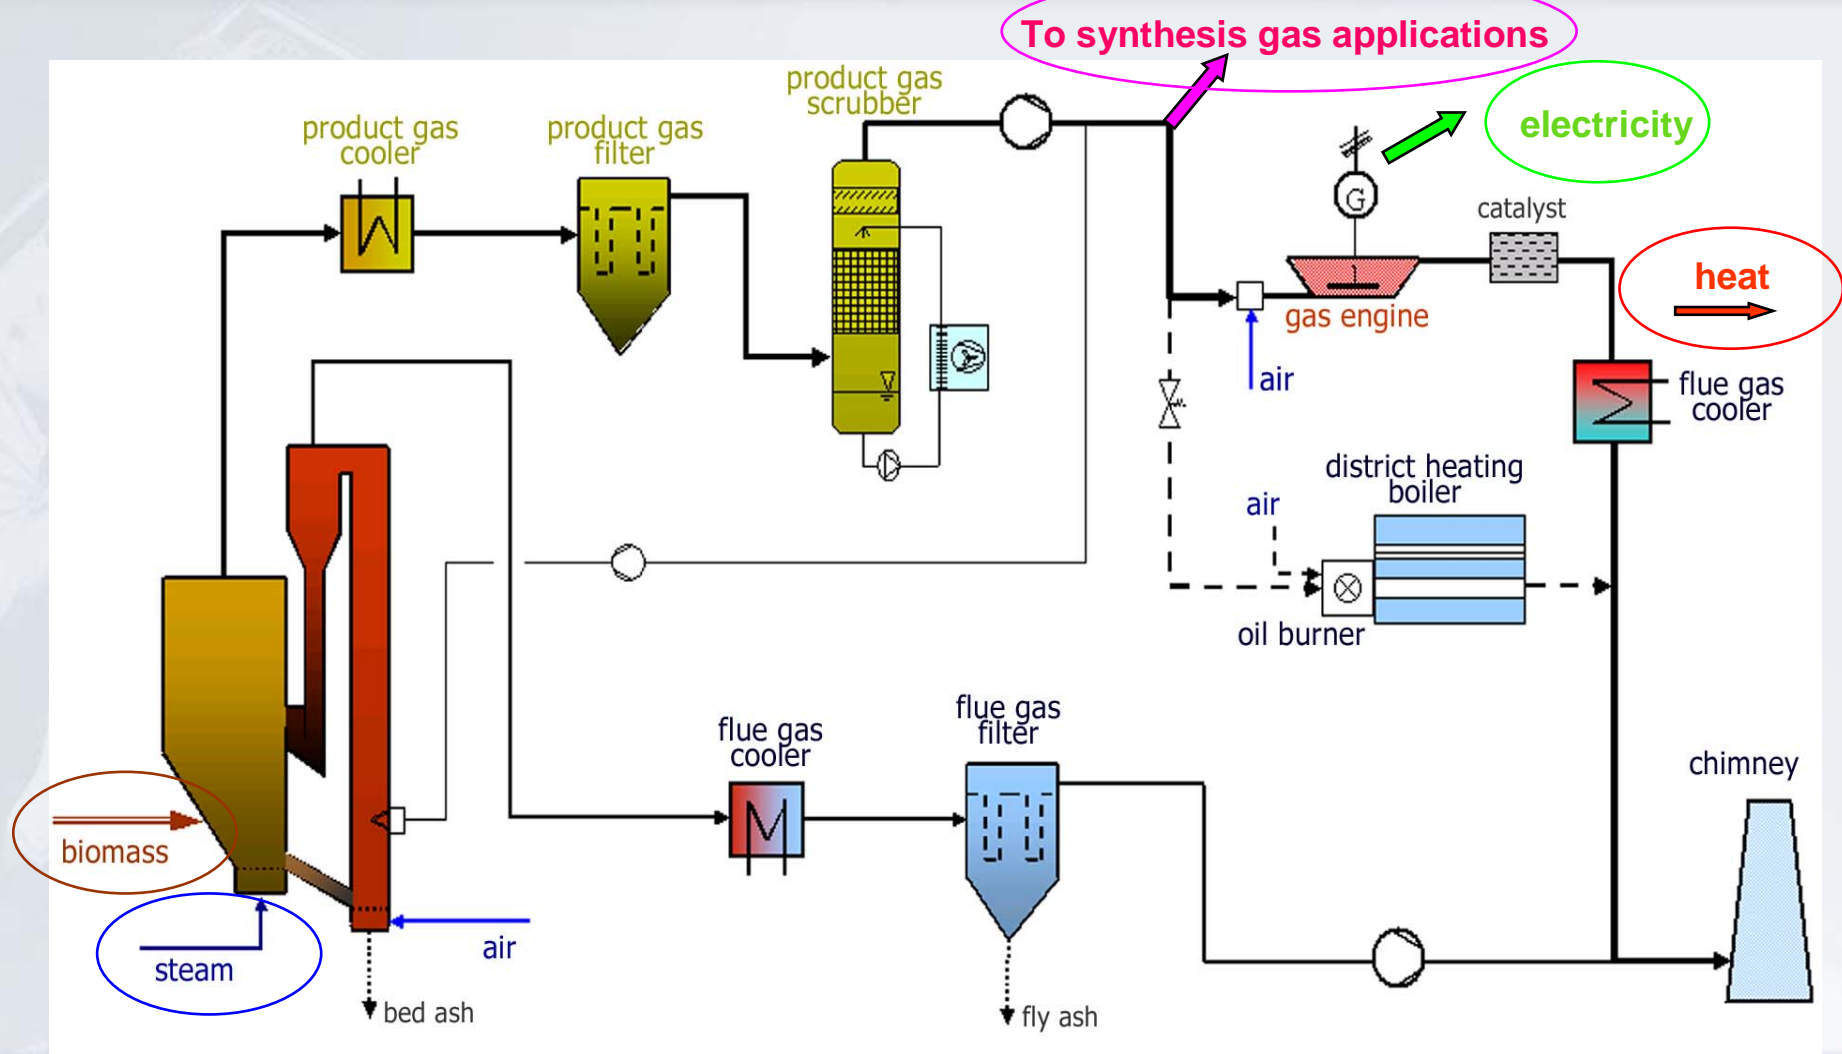 To synthesis gas applications
product gas
scrubber
electricity
product gas
cooler
product gas
filter
G
catalyst
heat
gas engine
air
flue gas
cooler
district heating
boiler
air
oil burner
flue gas
cooler
flue gas
filter
chimney
biomass
steam
air
bed ash
fly ash